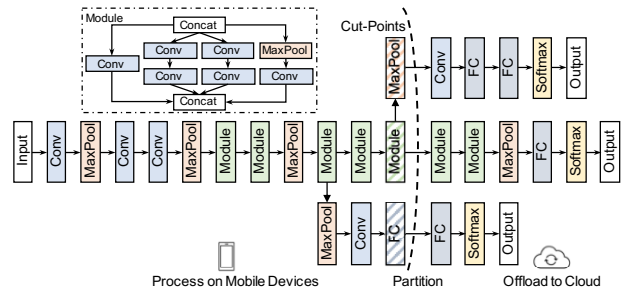 Module
Concat
Conv Conv MaxPool
Conv
Conv Conv Conv
Concat
Cut-Points
MaxPool Conv FC FC Softmax Output
Input Conv MaxPool Conv Conv MaxPool Module Module MaxPool Module Module Module Module Module MaxPool FC Softmax Output
MaxPool Conv FC FC Softmax Output
Process on Mobile Devices Partition Offload to Cloud